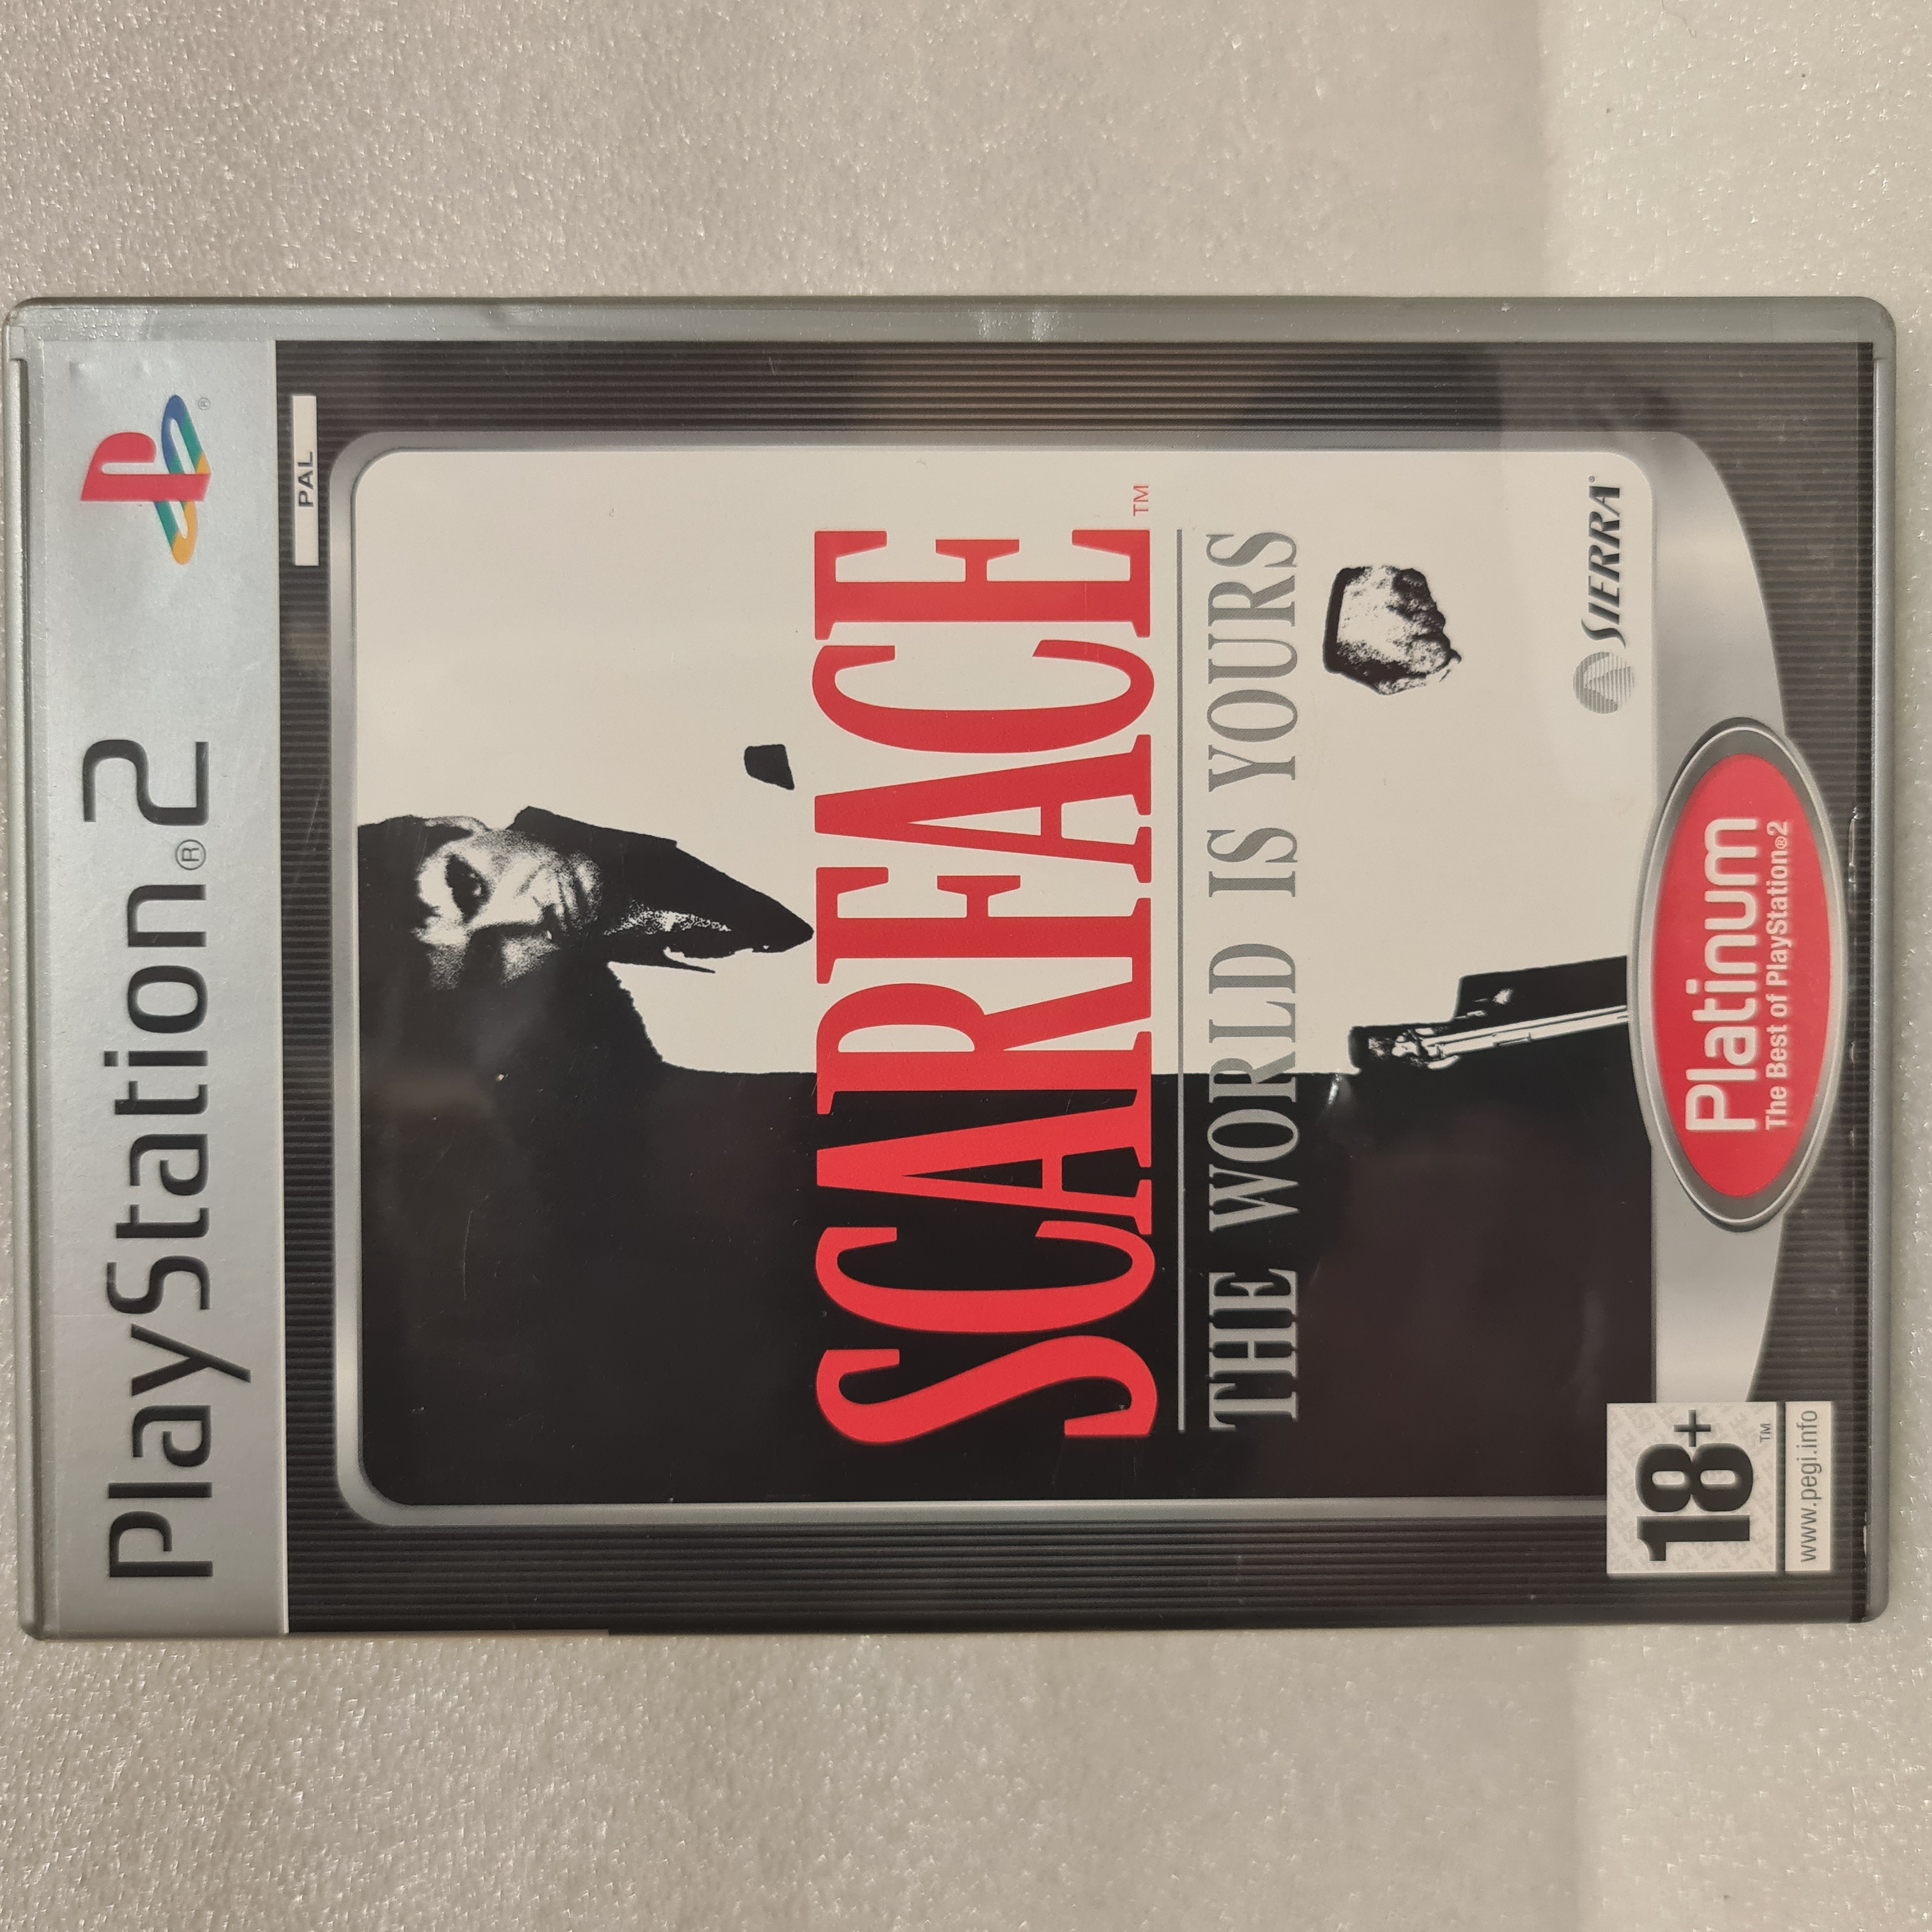 PlayStation®2
®
PAL
SCARFACE™
THE WORLD IS YOURS
SIERRA®
Platinum
The Best of PlayStation®2
18+
™
www.pegi.info